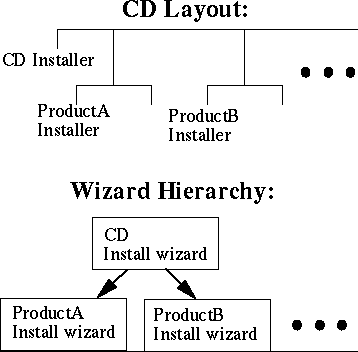 CD Layout:
CD Installer
ProductA
Installer
ProductB
Installer
Wizard Hierarchy:
CD
Install wizard
ProductA
Install wizard
ProductB
Install wizard